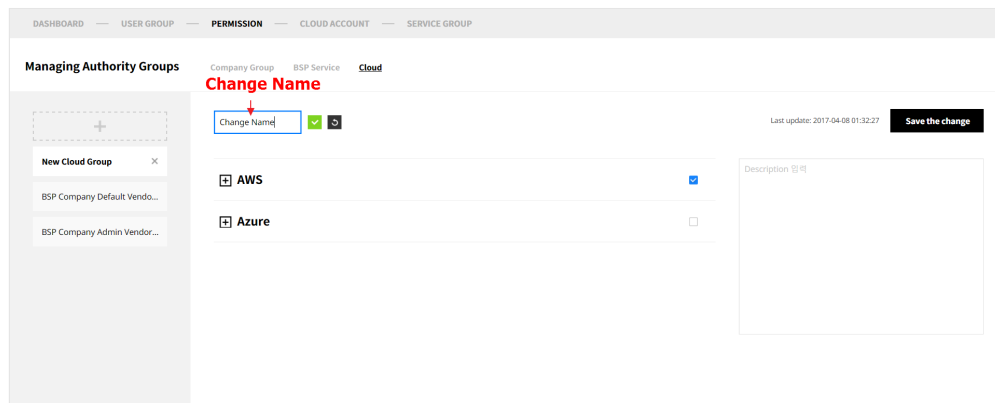 DASHBOARD — USER GROUP — PERMISSION — CLOUD ACCOUNT — SERVICE GROUP
Managing Authority Groups
Company Group BSP Service Cloud
Change Name
Change Name
Last update: 2017-04-08 01:32:27
Save the change
New Cloud Group ×
BSP Company Default Vendo...
BSP Company Admin Vendor...
AWS
Azure
Description 입력